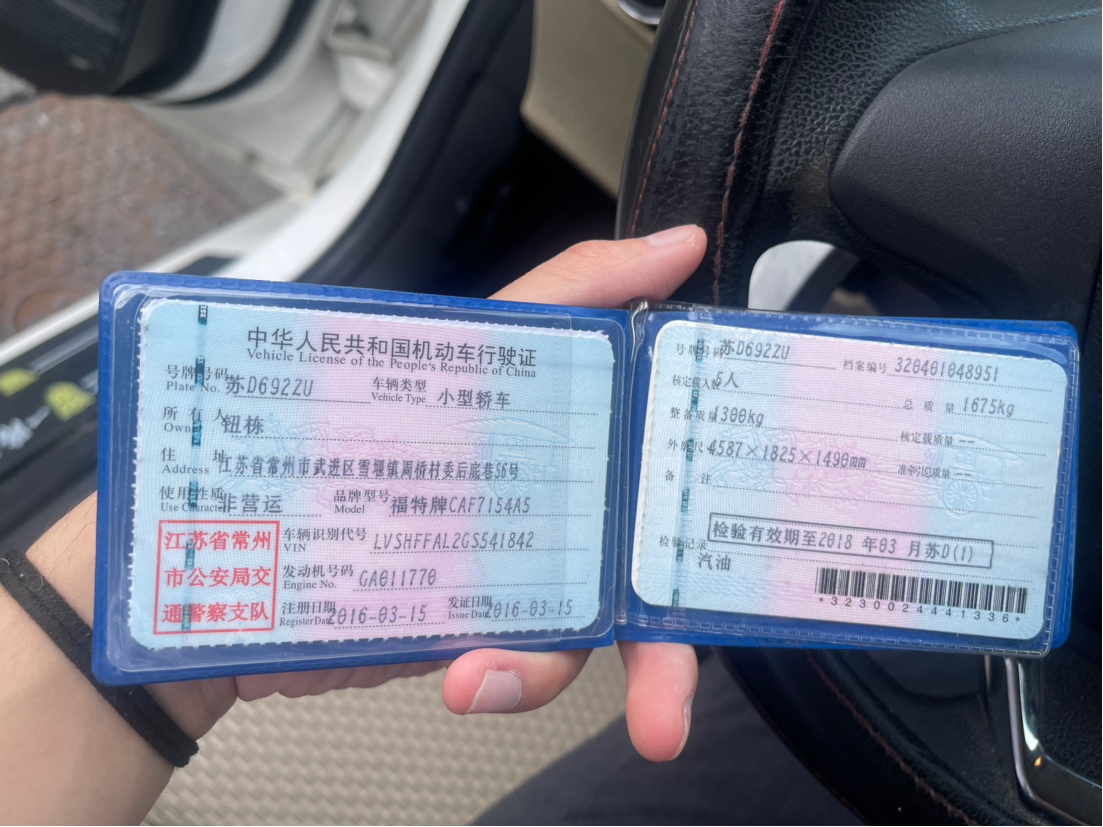 中华人民共和国机动车行驶证
Vehicle License of the People's Republic of China
号牌号码 苏D692ZU 车辆类型 小型轿车
Plate No. Vehicle Type
所有人 钮栋
Owner
住址 江苏省常州市武进区雪堰镇周桥村委后底巷56号
Address
使用性质 非营运 品牌型号 福特牌CAF7154A5
Use Character Model
江苏省常州
市公安局交
通警察支队
车辆识别代号 LVSHFFAL2GS541842
VIN
发动机号码 GA011770
Engine No.
注册日期 2016-03-15 发证日期 2016-03-15
Register Date Issue Date
号牌号码 苏D692ZU 档案编号 320401048951
核定载人数 5人 总质量 1675kg
整备质量 1300kg 核定载质量 --
外廓尺寸 4587×1825×1490mm 准牵引总质量 --
备注
检验有效期至2018 年03 月苏D(1)
检验记录
汽油
*3230024441336*